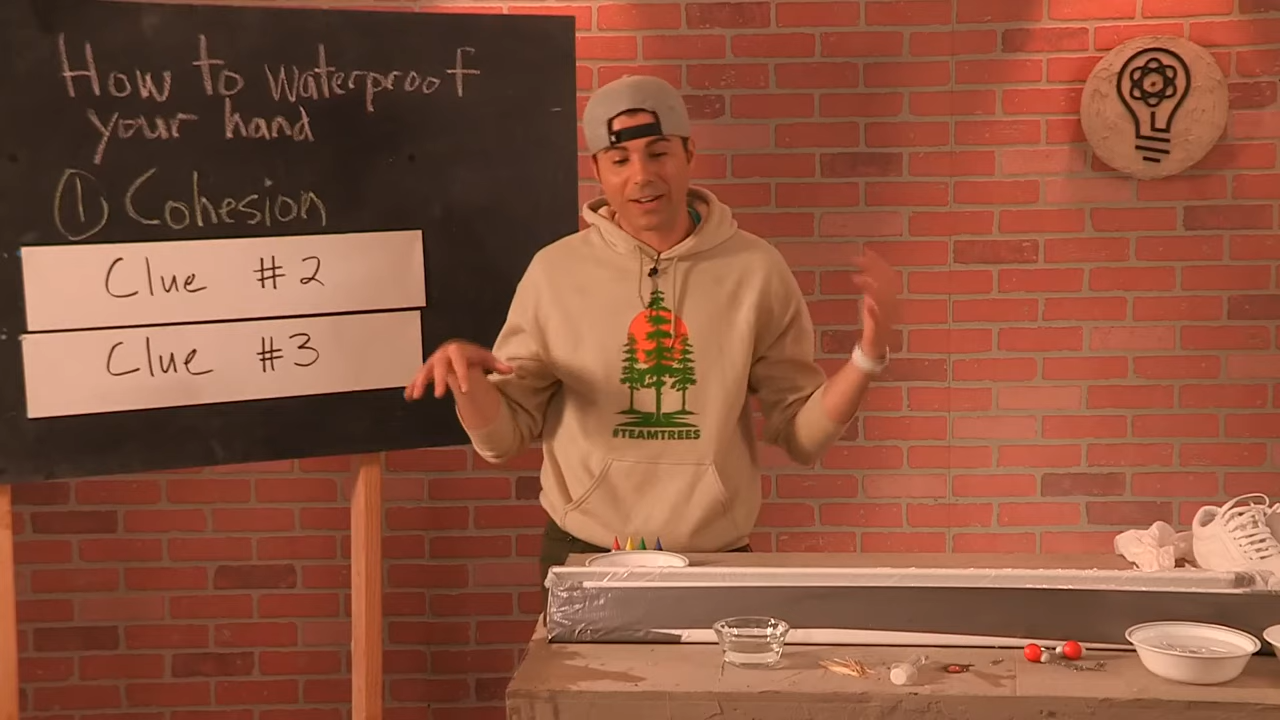 How to waterproof
your hand
① Cohesion
Clue #2
Clue #3
#TEAMTREES